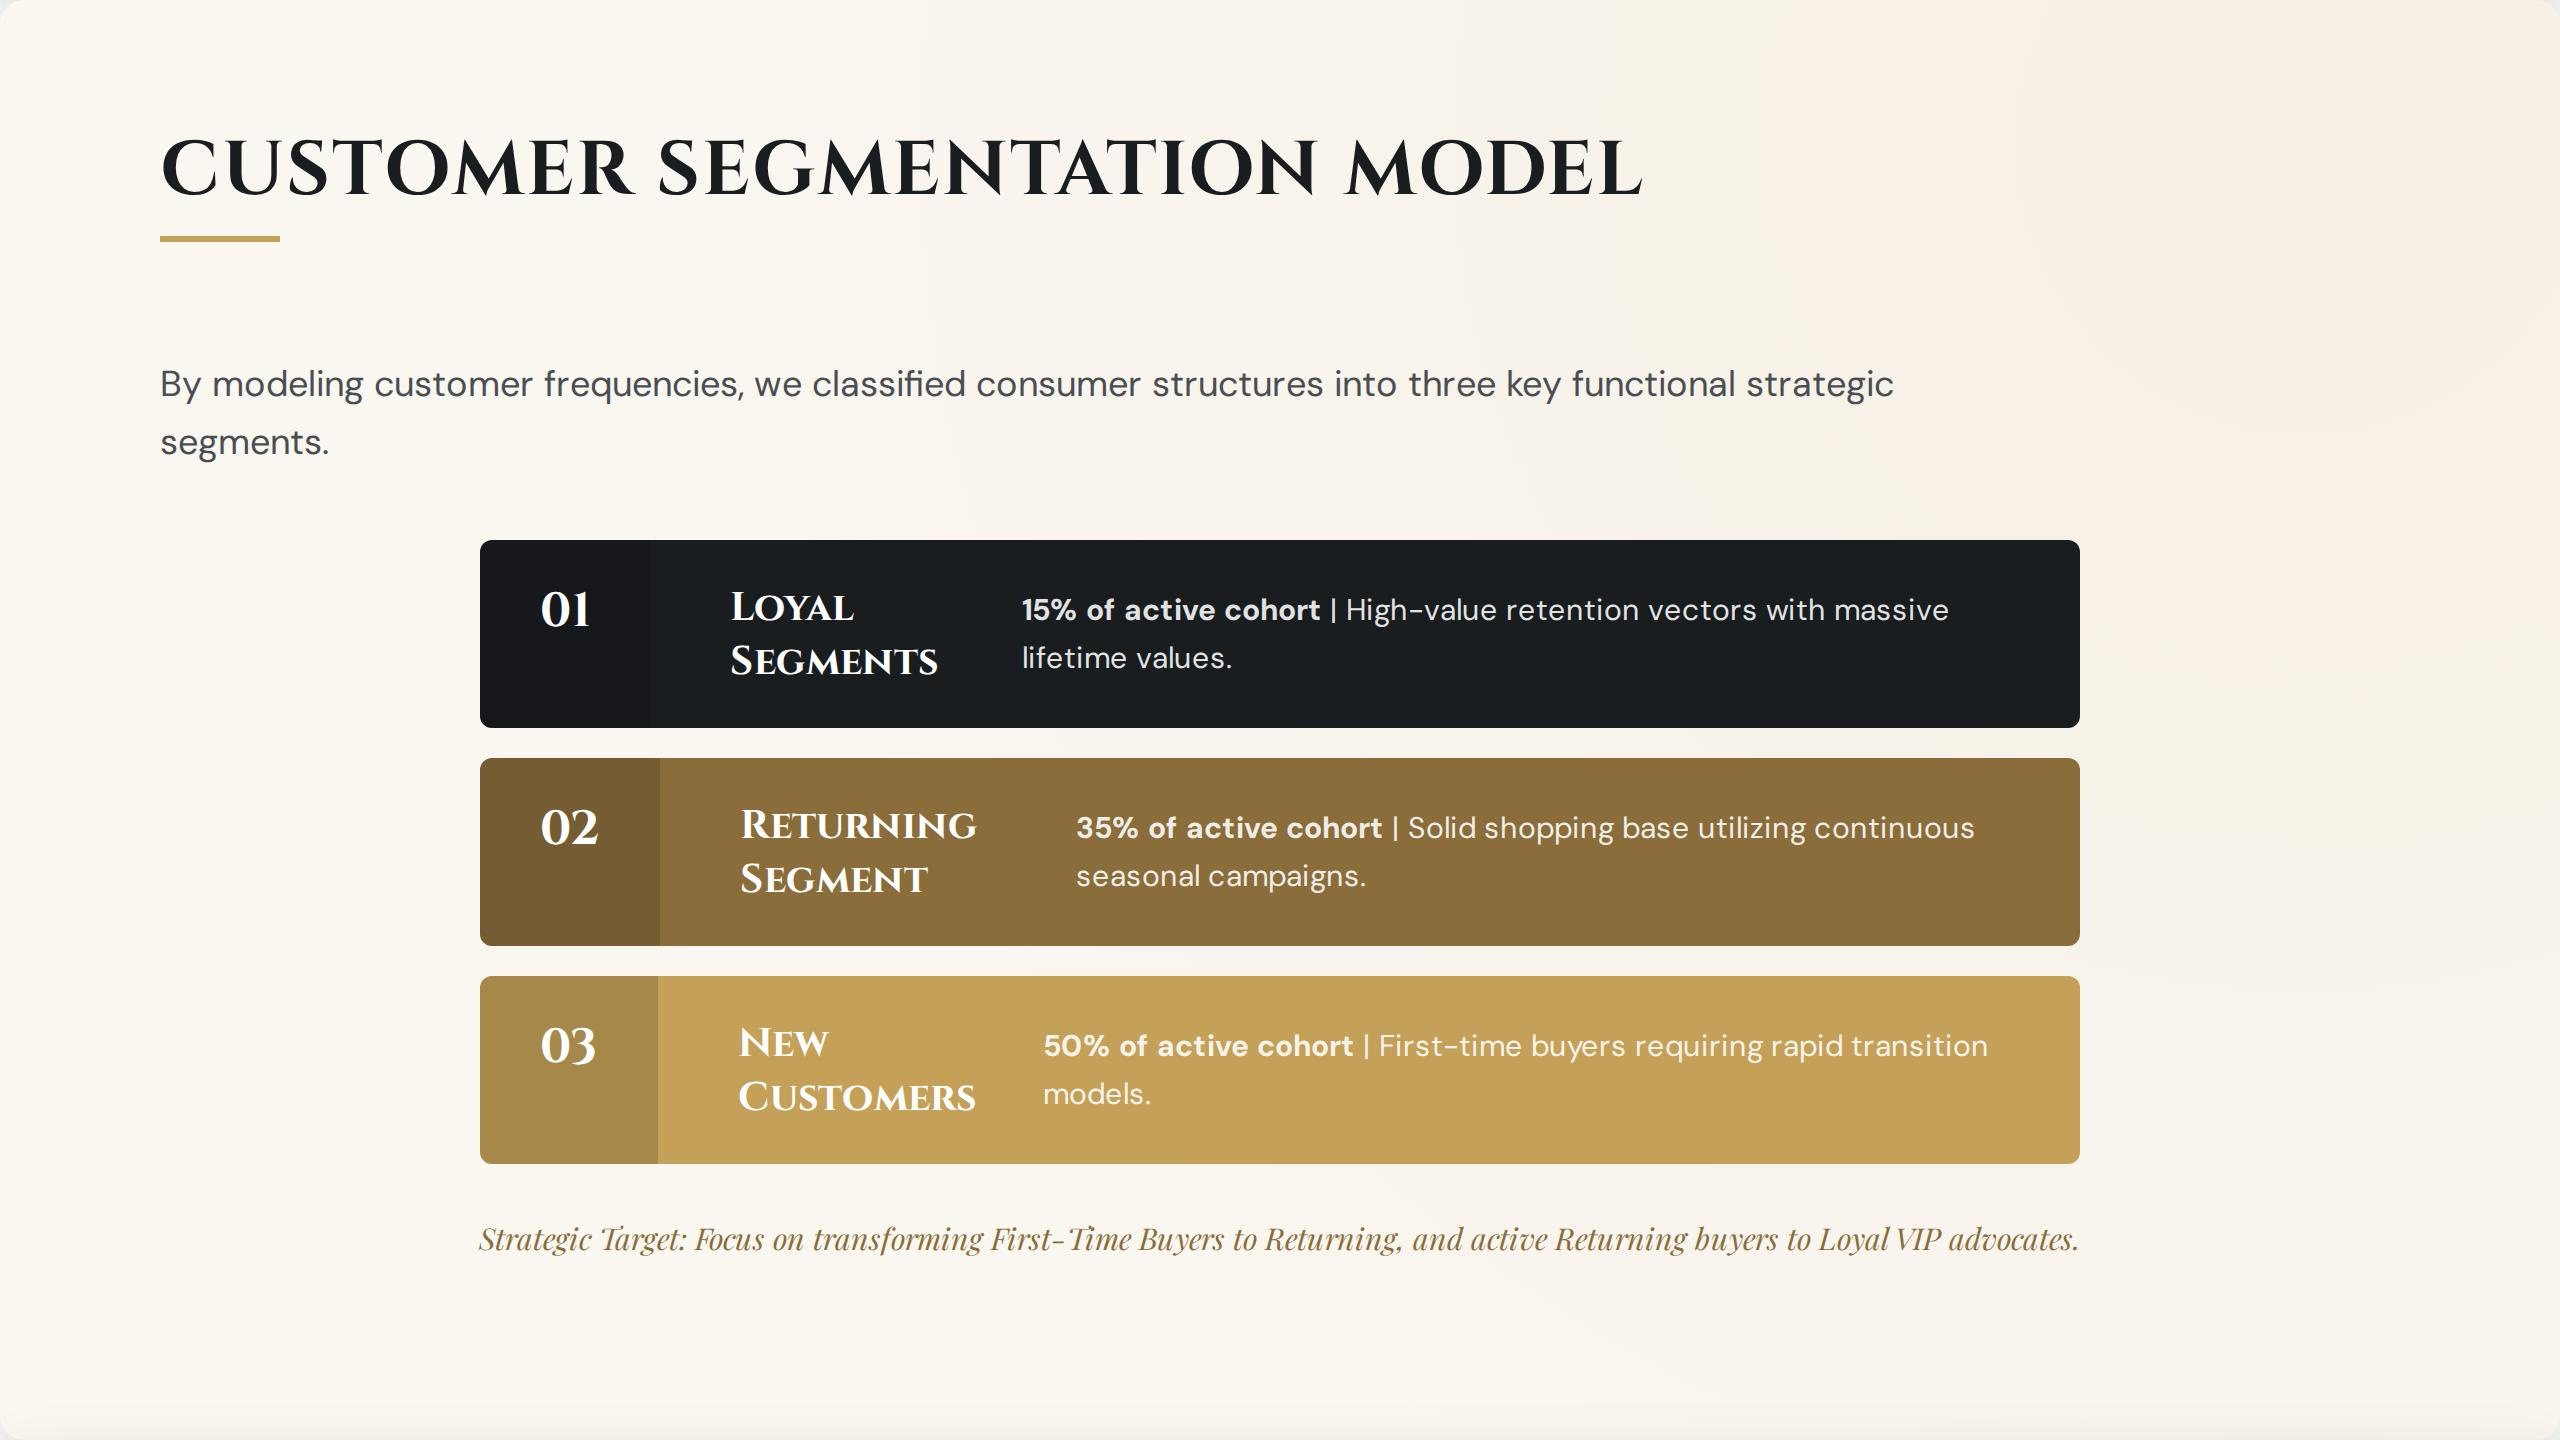 CUSTOMER SEGMENTATION MODEL
By modeling customer frequencies, we classified consumer structures into three key functional strategic
segments.
01
Loyal
Segments
15% of active cohort | High-value retention vectors with massive
lifetime values.
02
Returning
Segment
35% of active cohort | Solid shopping base utilizing continuous
seasonal campaigns.
03
New
Customers
50% of active cohort | First-time buyers requiring rapid transition
models.
Strategic Target: Focus on transforming First-Time Buyers to Returning, and active Returning buyers to Loyal VIP advocates.